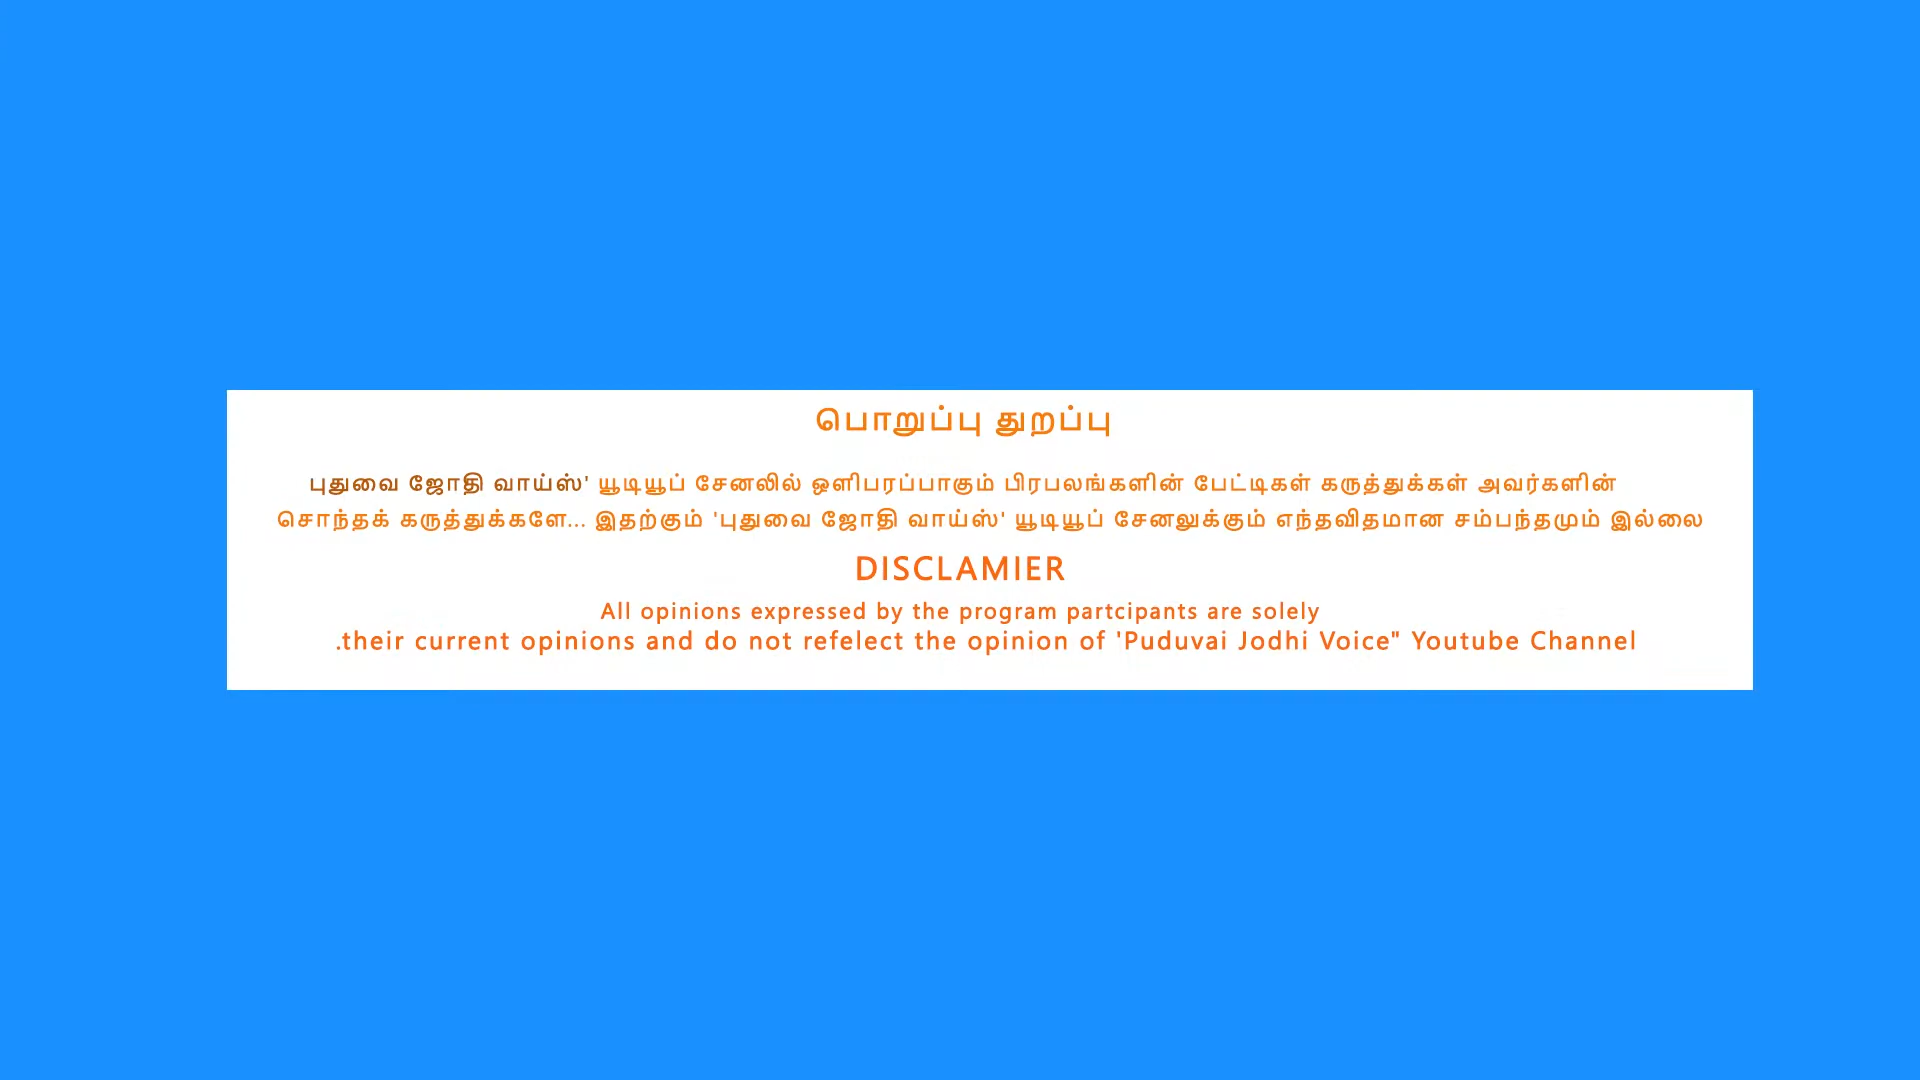 பொறுப்பு துறப்பு
புதுவை ஜோதி வாய்ஸ்' யூடியூப் சேனலில் ஒளிபரப்பாகும் பிரபலங்களின் பேட்டிகள் கருத்துக்கள் அவர்களின்
சொந்தக் கருத்துக்களே... இதற்கும் 'புதுவை ஜோதி வாய்ஸ்' யூடியூப் சேனலுக்கும் எந்தவிதமான சம்பந்தமும் இல்லை
DISCLAMIER
All opinions expressed by the program partcipants are solely
.their current opinions and do not refelect the opinion of 'Puduvai Jodhi Voice" Youtube Channel